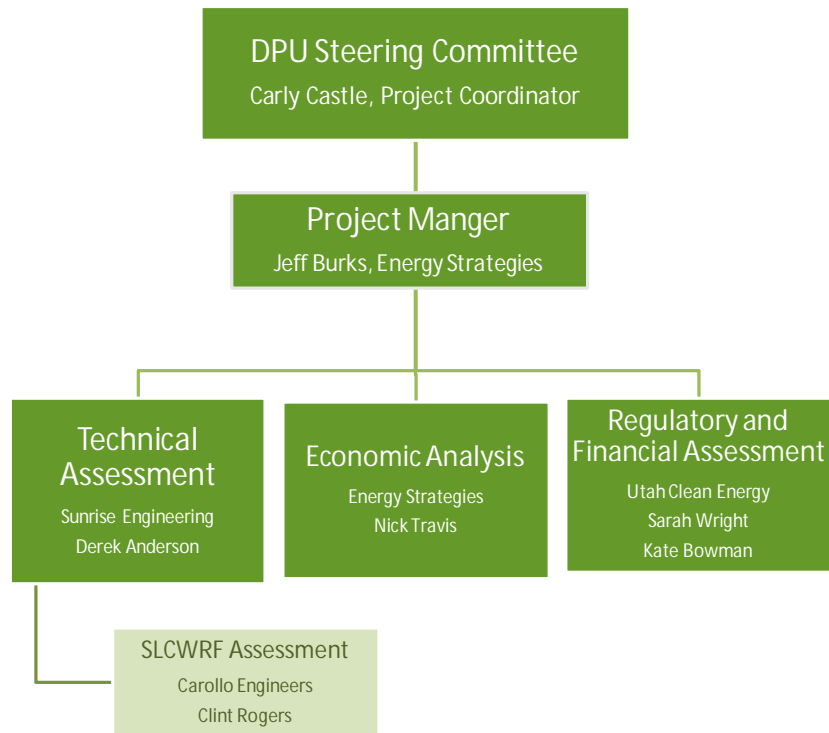 DPU Steering Committee
Carly Castle, Project Coordinator
Project Manger
Jeff Burks, Energy Strategies
Technical
Assessment
Sunrise Engineering
Derek Anderson
Economic Analysis
Energy Strategies
Nick Travis
Regulatory and
Financial Assessment
Utah Clean Energy
Sarah Wright
Kate Bowman
SLCWRF Assessment
Carollo Engineers
Clint Rogers